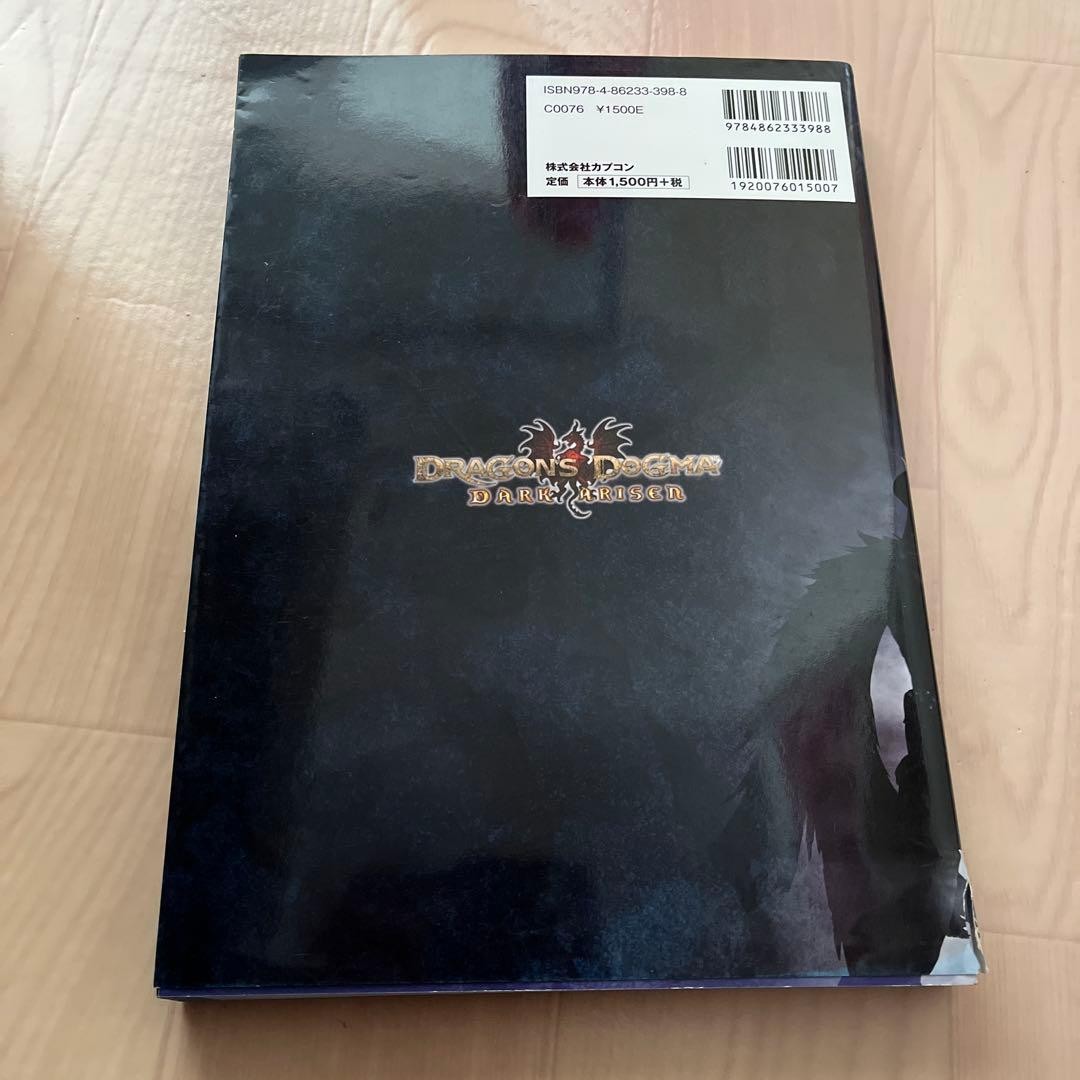 ISBN978-4-86233-398-8
C0076 ¥1500E
9784862333988
株式会社カプコン
定価 本体1,500円+税
1920076015007
DRAGON'S DOGMA
DARK ARISEN